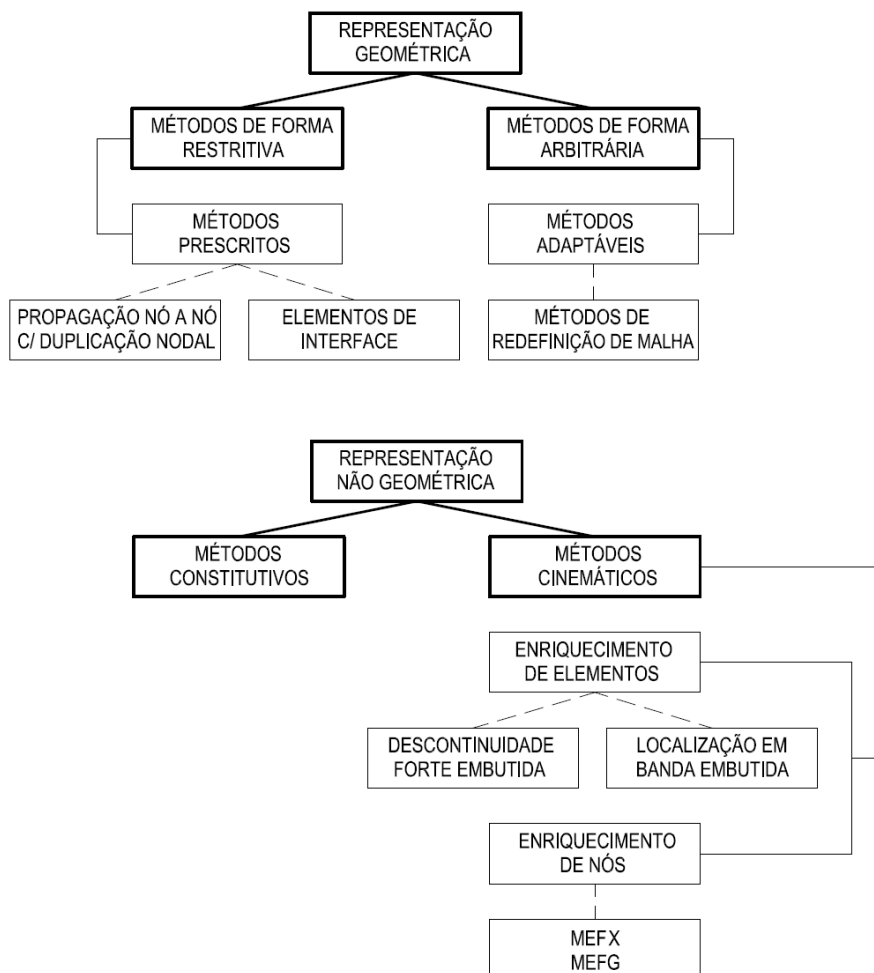 REPRESENTAÇÃO
GEOMÉTRICA
MÉTODOS DE FORMA
RESTRITIVA
MÉTODOS DE FORMA
ARBITRÁRIA
MÉTODOS
PRESCRITOS
MÉTODOS
ADAPTÁVEIS
PROPAGAÇÃO NÓ A NÓ
C/ DUPLICAÇÃO NODAL
ELEMENTOS DE
INTERFACE
MÉTODOS DE
REDEFINIÇÃO DE MALHA
REPRESENTAÇÃO
NÃO GEOMÉTRICA
MÉTODOS
CONSTITUTIVOS
MÉTODOS
CINEMÁTICOS
ENRIQUECIMENTO
DE ELEMENTOS
DESCONTINUIDADE
FORTE EMBUTIDA
LOCALIZAÇÃO EM
BANDA EMBUTIDA
ENRIQUECIMENTO
DE NÓS
MEFX
MEFG